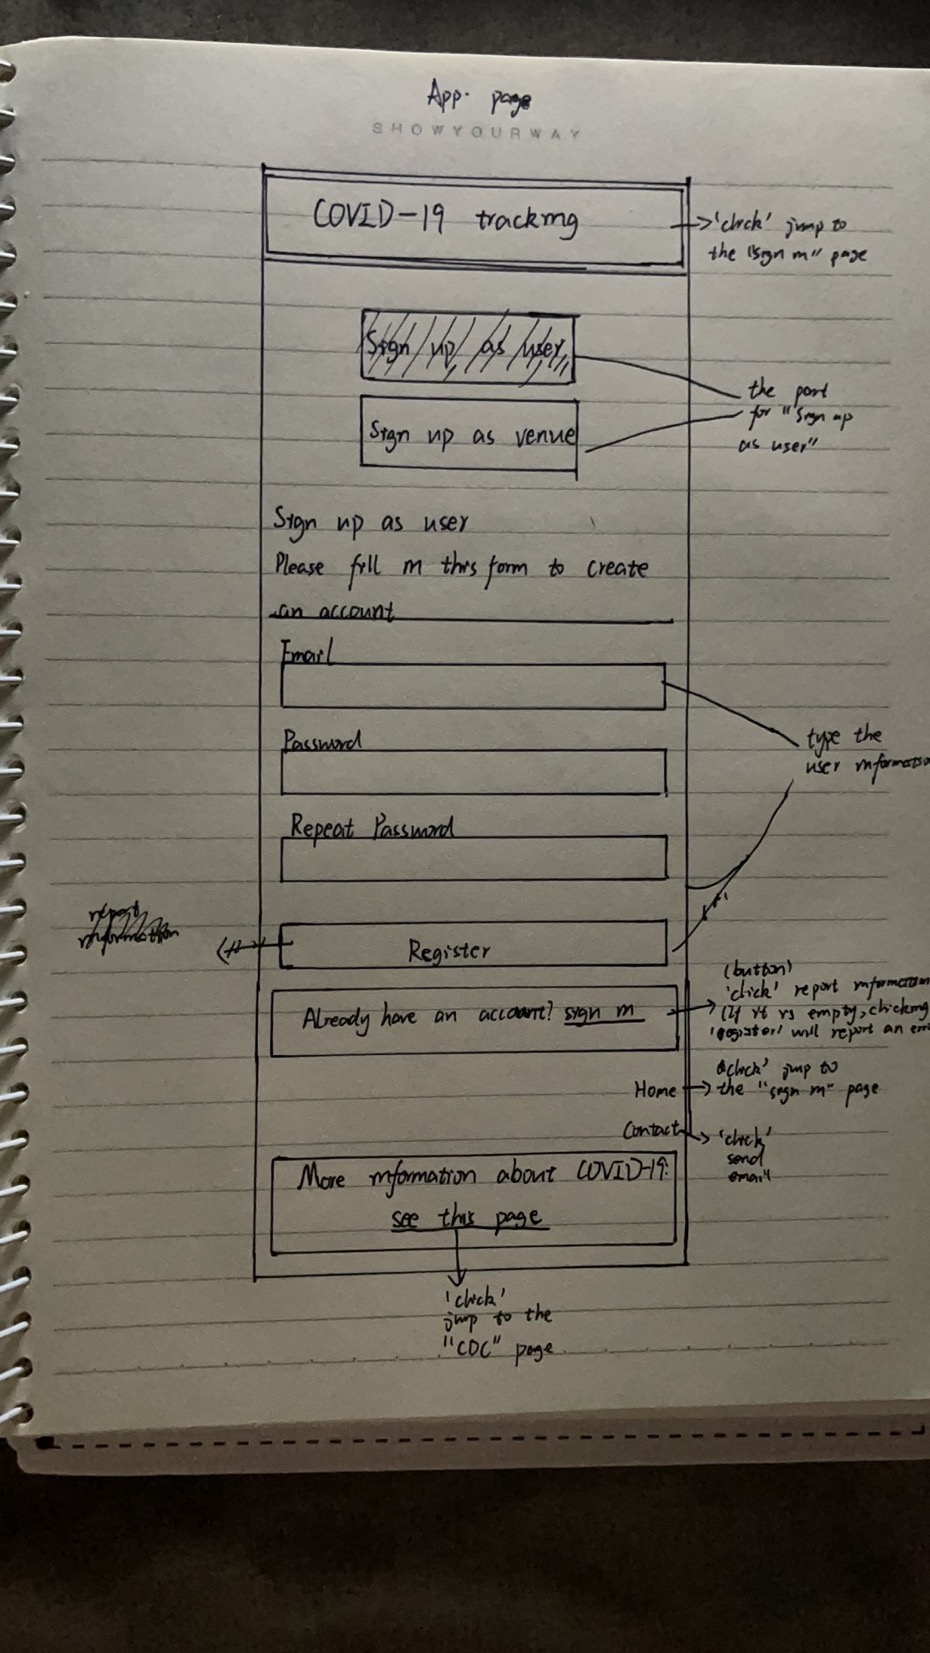 App. page
SHOWYOURWAY
COVID-19 tracking
'click' jump to
the "sign in" page
Sign up as user
Sign up as venue
the port
for "Sign up
as user"
Sign up as user
Please fill in this form to create
an account
Email
Password
type the
user informatio
Repeat Password
report
information
Register
Already have an account? sign in
(button)
'click' report information
(If it is empty, clicking
will report an er
Home
click' jump to
the "sign in" page
Contact
'click'
send
email
More information about COVID-19:
see this page
'click'
jump to the
"CDC" page